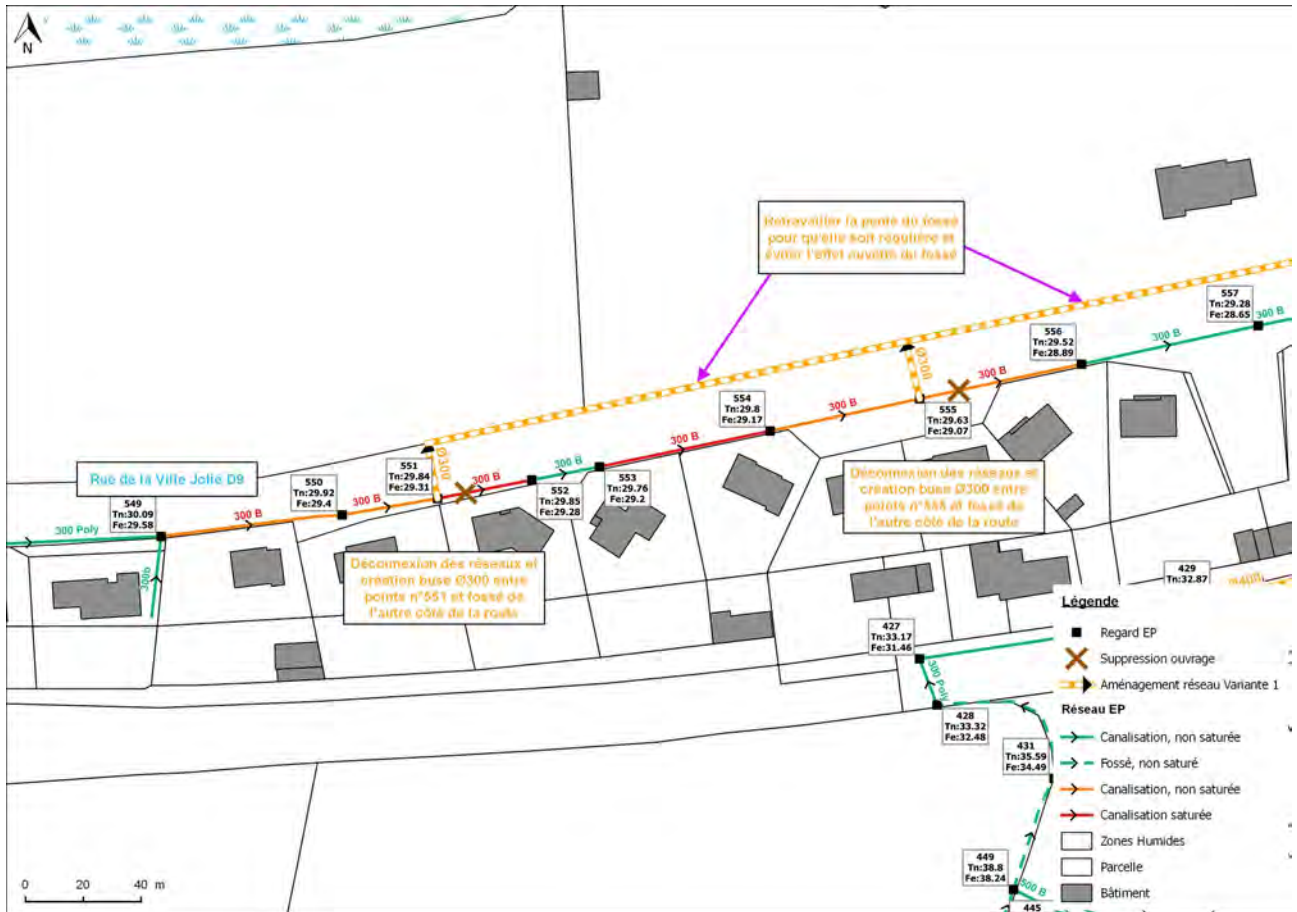 N
Retravailler la pente du fossé
pour qu'elle soit régulière et
éviter l'effet cuvette du fossé
557
Tn:29.28
Fe:28.65
300 B
556
Tn:29.52
Fe:28.89
300 B
Ø300
300 B
555
Tn:29.63
Fe:29.07
554
Tn:29.8
Fe:29.17
300 B
300 B
553
Tn:29.76
Fe:29.2
300 B
552
Tn:29.85
Fe:29.28
300 B
Ø300
551
Tn:29.84
Fe:29.31
300 B
550
Tn:29.92
Fe:29.4
300 B
Rue de la Ville Jolie D9
549
Tn:30.09
Fe:29.58
300 Poly
300b
Déconnexion des réseaux et
création buse Ø300 entre
points n°551 et fossé de
l'autre côté de la route
Déconnexion des réseaux et
création buse Ø300 entre
points n°555 et fossé de
l'autre côté de la route
429
Tn:32.87
427
Tn:33.17
Fe:31.46
300 Poly
428
Tn:33.32
Fe:32.48
431
Tn:35.59
Fe:34.49
449
Tn:38.8
Fe:38.24
500 B
445
Légende
Regard EP
Suppression ouvrage
Aménagement réseau Variante 1
Réseau EP
Canalisation, non saturée
Fossé, non saturé
Canalisation, non saturée
Canalisation saturée
Zones Humides
Parcelle
Bâtiment
0 20 40 m